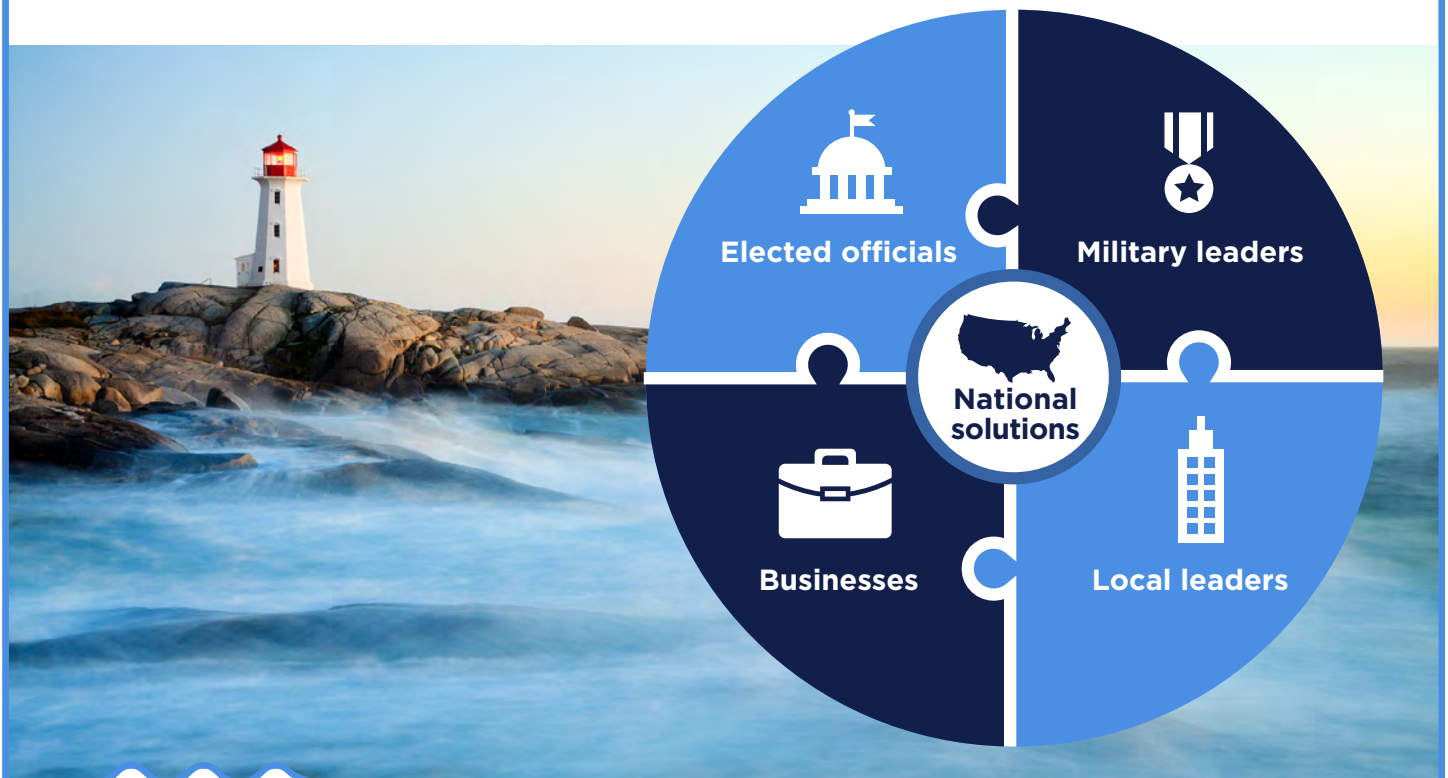 Elected officials
Military leaders
National
solutions
Businesses
Local leaders